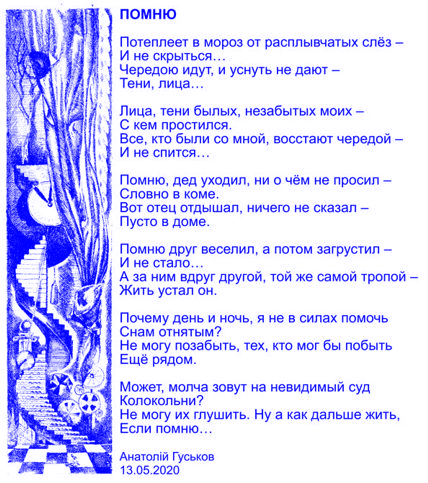 ПОМНЮ
Потеплеет в мороз от расплывчатых слёз –
И не скрыться…
Чередою идут, и уснуть не дают –
Тени, лица…
Лица, тени былых, незабытых моих –
С кем простился.
Все, кто были со мной, восстают чередой –
И не спится…
Помню, дед уходил, ни о чём не просил –
Словно в коме.
Вот отец отдышал, ничего не сказал –
Пусто в доме.
Помню друг веселил, а потом загрустил –
И не стало…
А за ним вдруг другой, той же самой тропой –
Жить устал он.
Почему день и ночь, я не в силах помочь
Снам отнятым?
Не могу позабыть, тех, кто мог бы побыть
Ещё рядом.
Может, молча зовут на невидимый суд
Колокольни?
Не могу их глушить. Ну а как дальше жить,
Если помню…
Анатолій Гуськов
13.05.2020